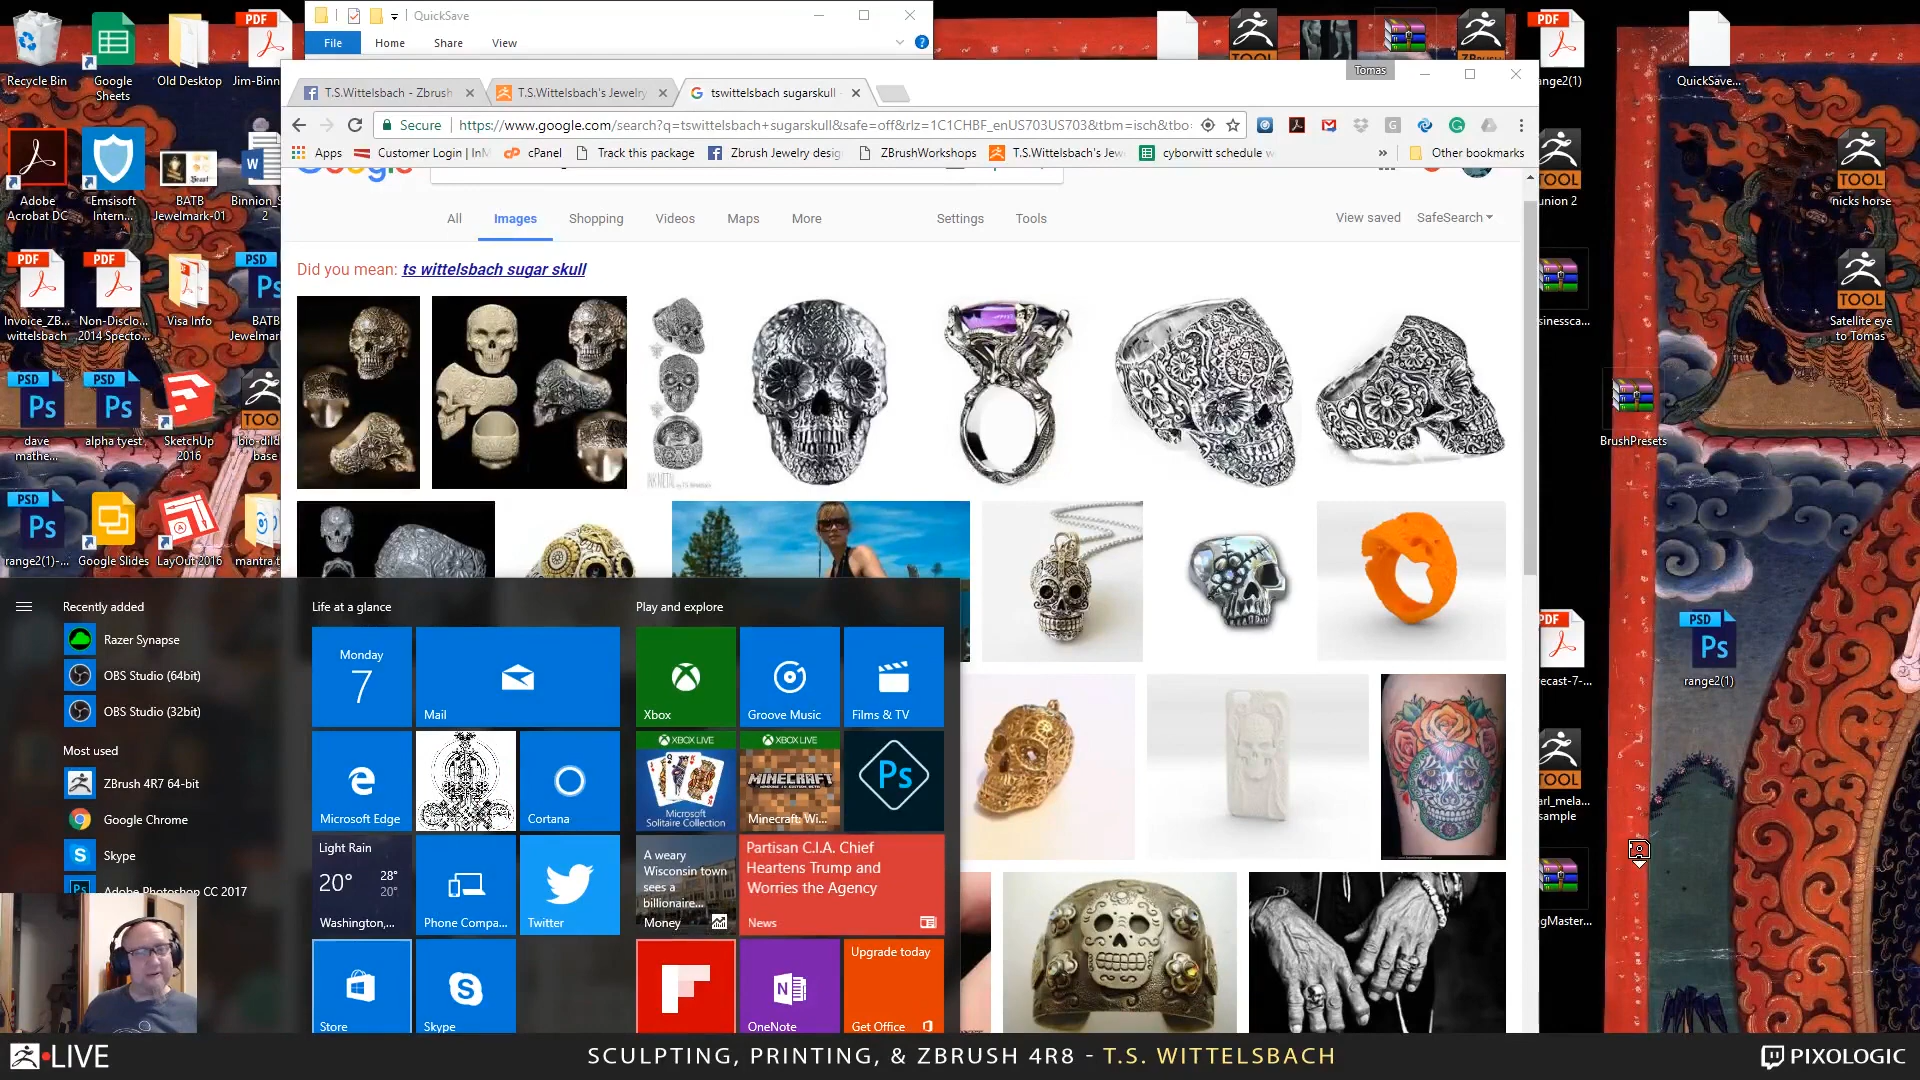 QuickSave
File
Home
Share
View
Tomas
T.S.Wittelsbach - Zbrush
T.S.Wittelsbach's Jewelry
tswittelsbach sugarskull -
Secure
https://www.google.com/search?q=tswittelsbach+sugarskull&safe=off&rlz=1C1CHBF_enUS703US703&tbm=isch&tbo
Apps
Customer Login | InM
cPanel
Track this package
Zbrush Jewelry desig
ZBrushWorkshops
T.S.Wittelsbach's Jew
cyborwitt schedule w
»
Other bookmarks
All
Images
Shopping
Videos
Maps
More
Settings
Tools
View saved
SafeSearch
Did you mean: ts wittelsbach sugar skull
Recycle Bin
Google Sheets
Old Desktop
Jim-Binn
Adobe Acrobat DC
Emsisoft Intern...
BATB Jewelmark-01
Invoice_ZB... wittelsbach
Non-Disclo... 2014 Specto...
Visa Info
BATB Jewelmark
dave mathe...
alpha tyest
SketchUp 2016
bio-dild base
range2(1)-...
Google Slides
LayOut 2016
mantra t
ange2(1)
union 2
sinessca...
ecast-7-...
arl_mela sample
gMaster...
QuickSave...
nicks horse
Satellite eye to Tomas
BrushPresets
range2(1)
Recently added
Razer Synapse
OBS Studio (64bit)
OBS Studio (32bit)
Most used
ZBrush 4R7 64-bit
Google Chrome
Skype
Adobe Photoshop CC 2017
Life at a glance
Monday
7
Mail
Microsoft Edge
Cortana
Light Rain
20° 28° 20°
Washington,...
Phone Compa...
Twitter
Store
Skype
Play and explore
Xbox
Groove Music
Films & TV
XBOX LIVE
Microsoft Solitaire Collection
XBOX LIVE
MINECRAFT
Minecraft: Wi...
Ps
A weary Wisconsin town sees a billionaire...
Money
Partisan C.I.A. Chief
Heartens Trump and
Worries the Agency
News
OneNote
Upgrade today
Get Office
LIVE
SCULPTING, PRINTING, & ZBRUSH 4R8 - T.S. WITTELSBACH
PIXOLOGIC